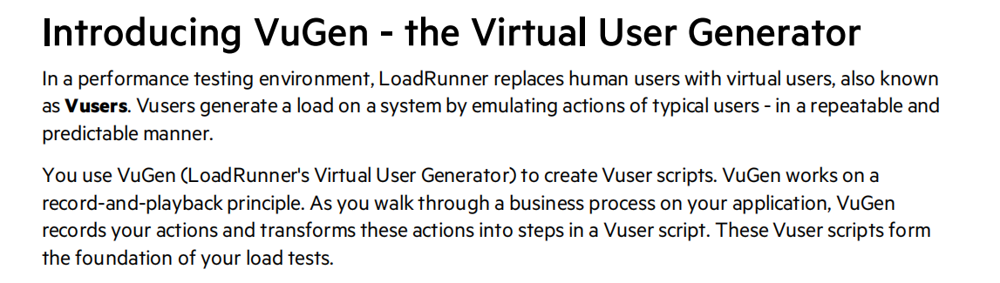 Introducing VuGen - the Virtual User Generator
In a performance testing environment, LoadRunner replaces human users with virtual users, also known
as Vusers. Vusers generate a load on a system by emulating actions of typical users - in a repeatable and
predictable manner.
You use VuGen (LoadRunner's Virtual User Generator) to create Vuser scripts. VuGen works on a
record-and-playback principle. As you walk through a business process on your application, VuGen
records your actions and transforms these actions into steps in a Vuser script. These Vuser scripts form
the foundation of your load tests.